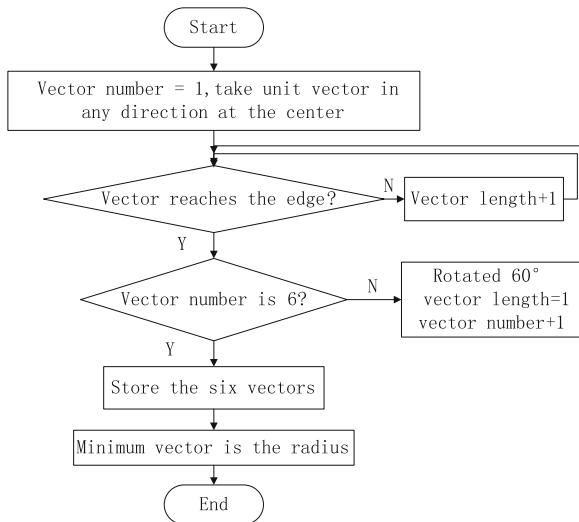 Start
Vector number = 1,take unit vector in
any direction at the center
Vector reaches the edge?
N
Vector length+1
Y
Vector number is 6?
N
Rotated 60°
vector length=1
vector number+1
Y
Store the six vectors
Minimum vector is the radius
End